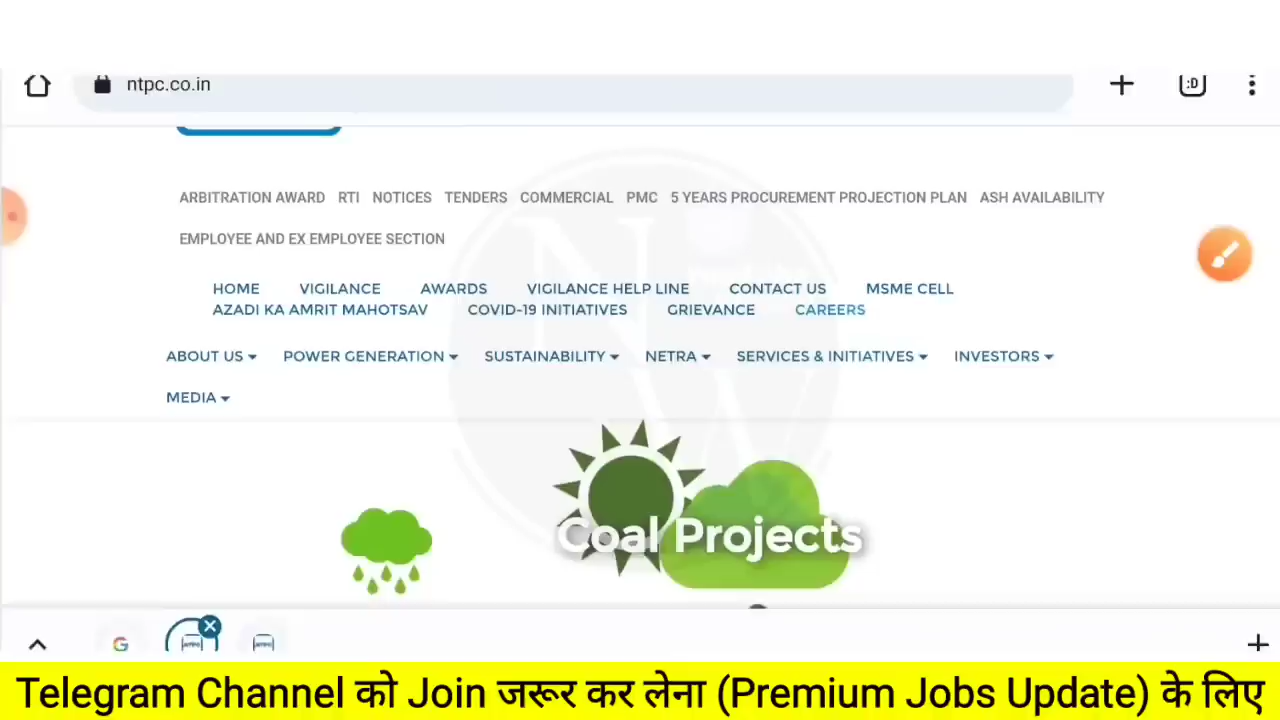 ntpc.co.in
:D
ARBITRATION AWARD RTI NOTICES TENDERS COMMERCIAL PMC 5 YEARS PROCUREMENT PROJECTION PLAN ASH AVAILABILITY
EMPLOYEE AND EX EMPLOYEE SECTION
HOME VIGILANCE AWARDS VIGILANCE HELP LINE CONTACT US MSME CELL
AZADI KA AMRIT MAHOTSAV COVID-19 INITIATIVES GRIEVANCE CAREERS
ABOUT US POWER GENERATION SUSTAINABILITY NETRA SERVICES & INITIATIVES INVESTORS
MEDIA
Coal Projects
Telegram Channel को Join जरूर कर लेना (Premium Jobs Update) के लिए